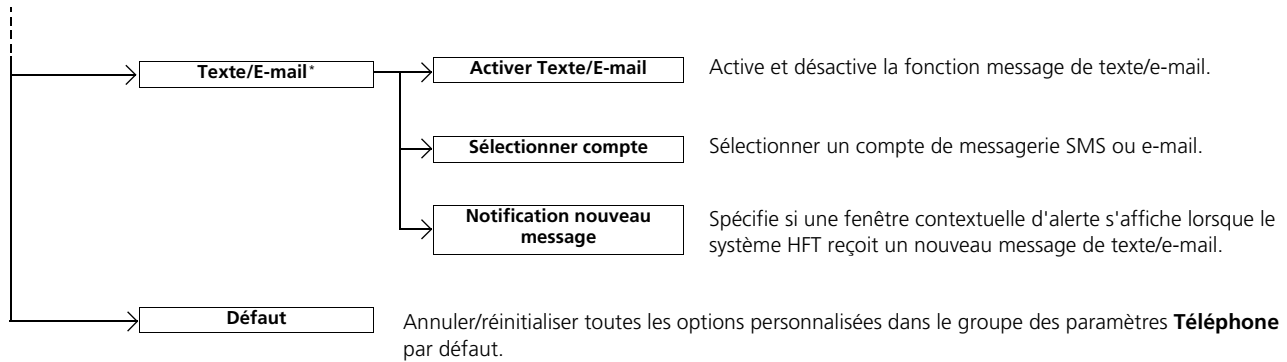 Texte/E-mail*
Activer Texte/E-mail
Active et désactive la fonction message de texte/e-mail.
Sélectionner compte
Sélectionner un compte de messagerie SMS ou e-mail.
Notification nouveau
message
Spécifie si une fenêtre contextuelle d'alerte s'affiche lorsque le
système HFT reçoit un nouveau message de texte/e-mail.
Défaut
Annuler/réinitialiser toutes les options personnalisées dans le groupe des paramètres Téléphone
par défaut.